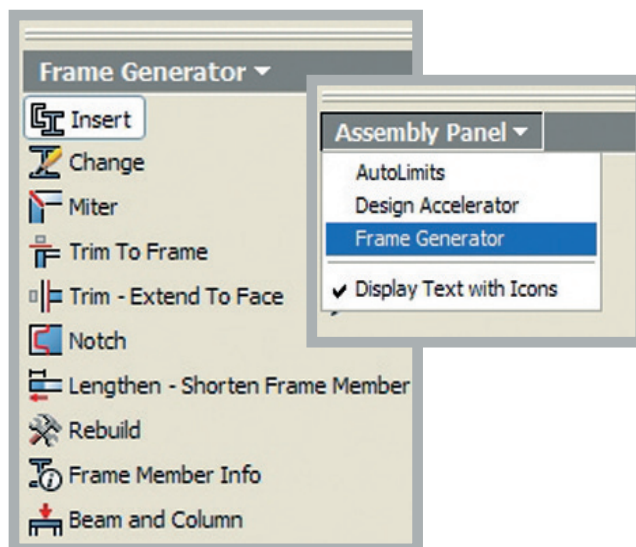 Frame Generator
Insert
Change
Miter
Trim To Frame
Trim - Extend To Face
Notch
Lengthen - Shorten Frame Member
Rebuild
Frame Member Info
Beam and Column
Assembly Panel
AutoLimits
Design Accelerator
Frame Generator
Display Text with Icons